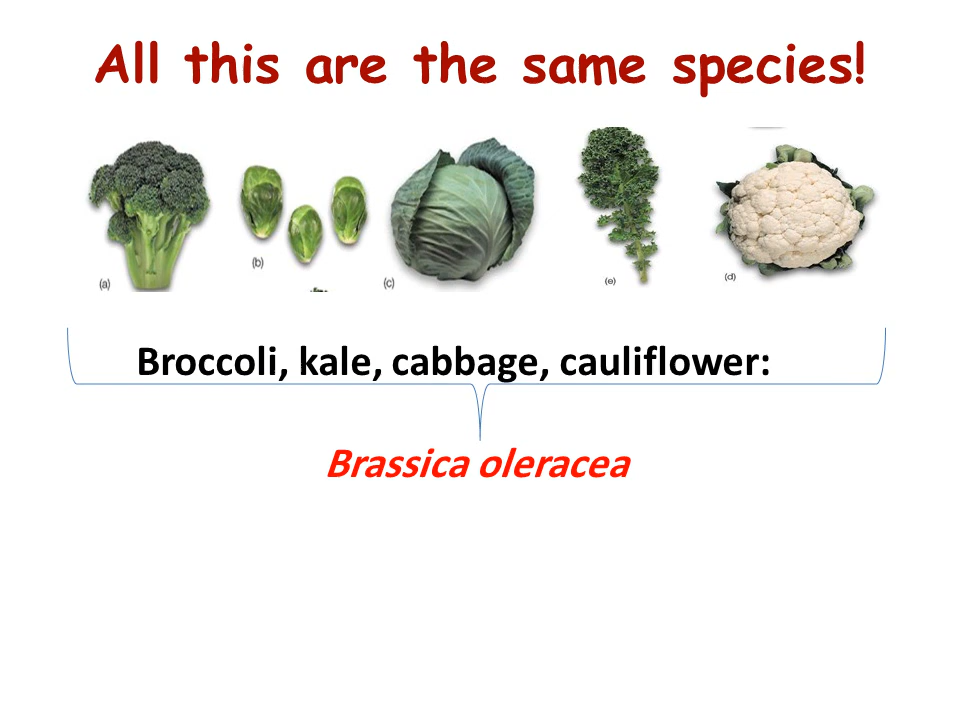 All this are the same species!
(a)
(b)
(c)
(e)
(d)
Broccoli, kale, cabbage, cauliflower:
Brassica oleracea